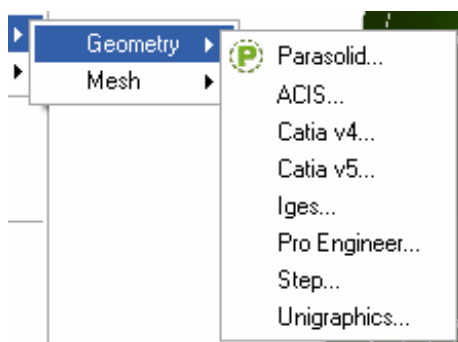 Geometry
Mesh
Parasolid...
ACIS...
Catia v4...
Catia v5...
Iges...
Pro Engineer...
Step...
Unigraphics...